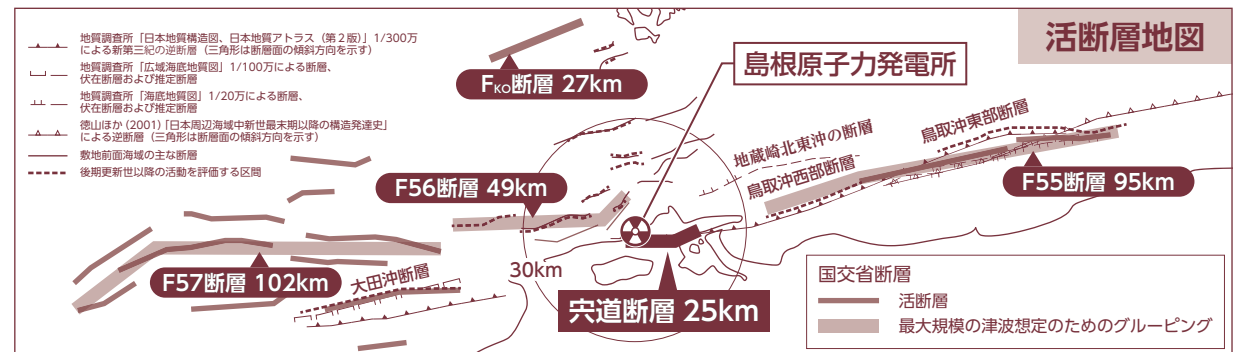 活断層地図
地質調査所「日本地質構造図、日本地質アトラス（第２版）」1/300万
による新第三紀の逆断層（三角形は断層面の傾斜方向を示す）
地質調査所「広域海底地質図」1/100万による断層、
伏在断層および推定断層
地質調査所「海底地質図」1/20万による断層、
伏在断層および推定断層
徳山ほか（2001）「日本周辺海域中新世最末期以降の構造発達史」
による逆断層（三角形は断層面の傾斜方向を示す）
敷地前面海域の主な断層
後期更新世以降の活動を評価する区間
FKO断層 27km
島根原子力発電所
鳥取沖東部断層
地蔵崎北東沖の断層
鳥取沖西部断層
F55断層 95km
F56断層 49km
F57断層 102km
大田沖断層
30km
宍道断層 25km
国交省断層
活断層
最大規模の津波想定のためのグルーピング